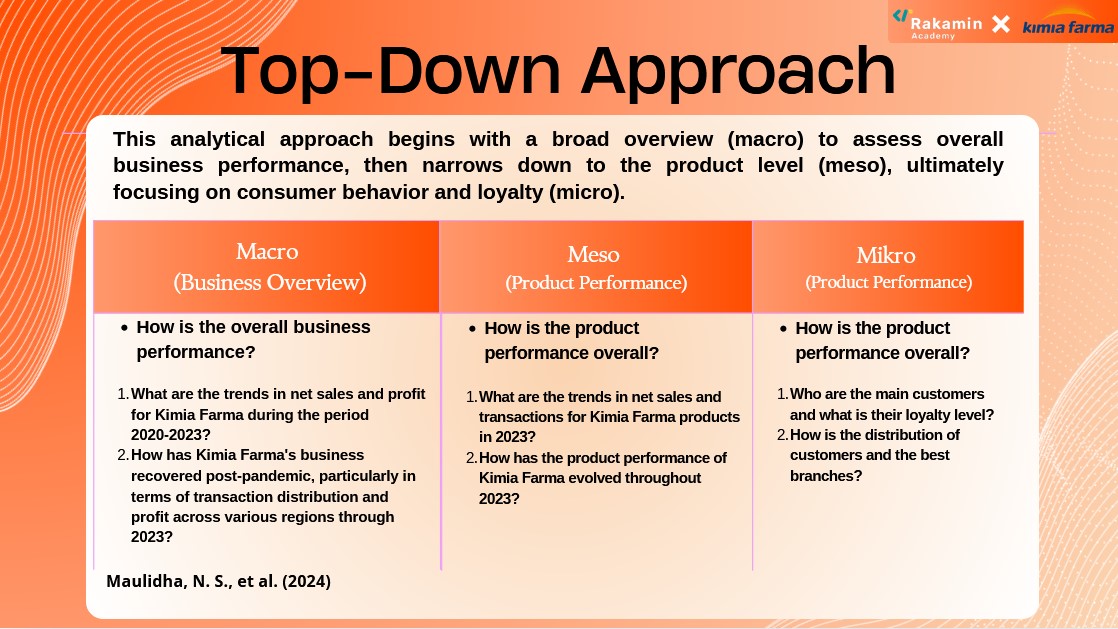 Rakamin
Academy
kimia farma
Top-Down Approach
This analytical approach begins with a broad overview (macro) to assess overall
business performance, then narrows down to the product level (meso), ultimately
focusing on consumer behavior and loyalty (micro).
Macro
(Business Overview)
• How is the overall business
performance?
1. What are the trends in net sales and profit
for Kimia Farma during the period
2020-2023?
2. How has Kimia Farma's business
recovered post-pandemic, particularly in
terms of transaction distribution and
profit across various regions through
2023?
Meso
(Product Performance)
• How is the product
performance overall?
1. What are the trends in net sales and
transactions for Kimia Farma products
in 2023?
2. How has the product performance of
Kimia Farma evolved throughout
2023?
Mikro
(Product Performance)
• How is the product
performance overall?
1. Who are the main customers
and what is their loyalty level?
2. How is the distribution of
customers and the best
branches?
Maulidha, N. S., et al. (2024)